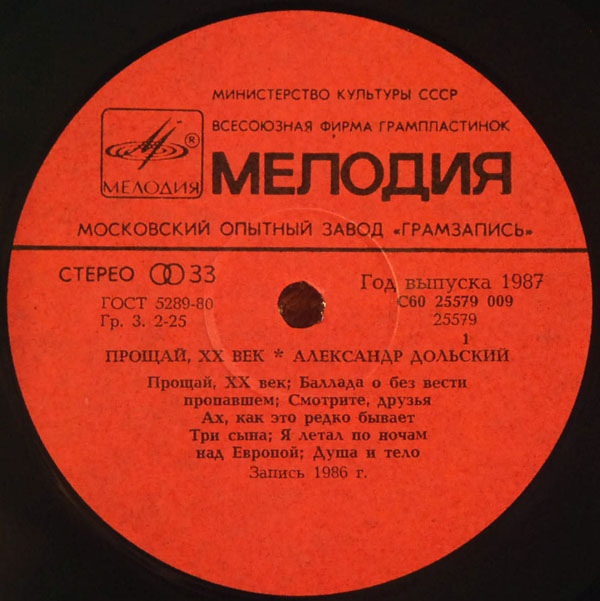 МИНИСТЕРСТВО КУЛЬТУРЫ СССР
ВСЕСОЮЗНАЯ ФИРМА ГРАМПЛАСТИНОК
®
МЕЛОДИЯ
МЕЛОДИЯ
МОСКОВСКИЙ ОПЫТНЫЙ ЗАВОД «ГРАМЗАПИСЬ»
СТЕРЕО 33
Год выпуска 1987
ГОСТ 5289-80
С60 25579 009
Гр. 3. 2-25
25579
1
ПРОЩАЙ, XX ВЕК * АЛЕКСАНДР ДОЛЬСКИЙ
Прощай, XX век; Баллада о без вести
пропавшем; Смотрите, друзья
Ах, как это редко бывает
Три сына; Я летал по ночам
над Европой; Душа и тело
Запись 1986 г.